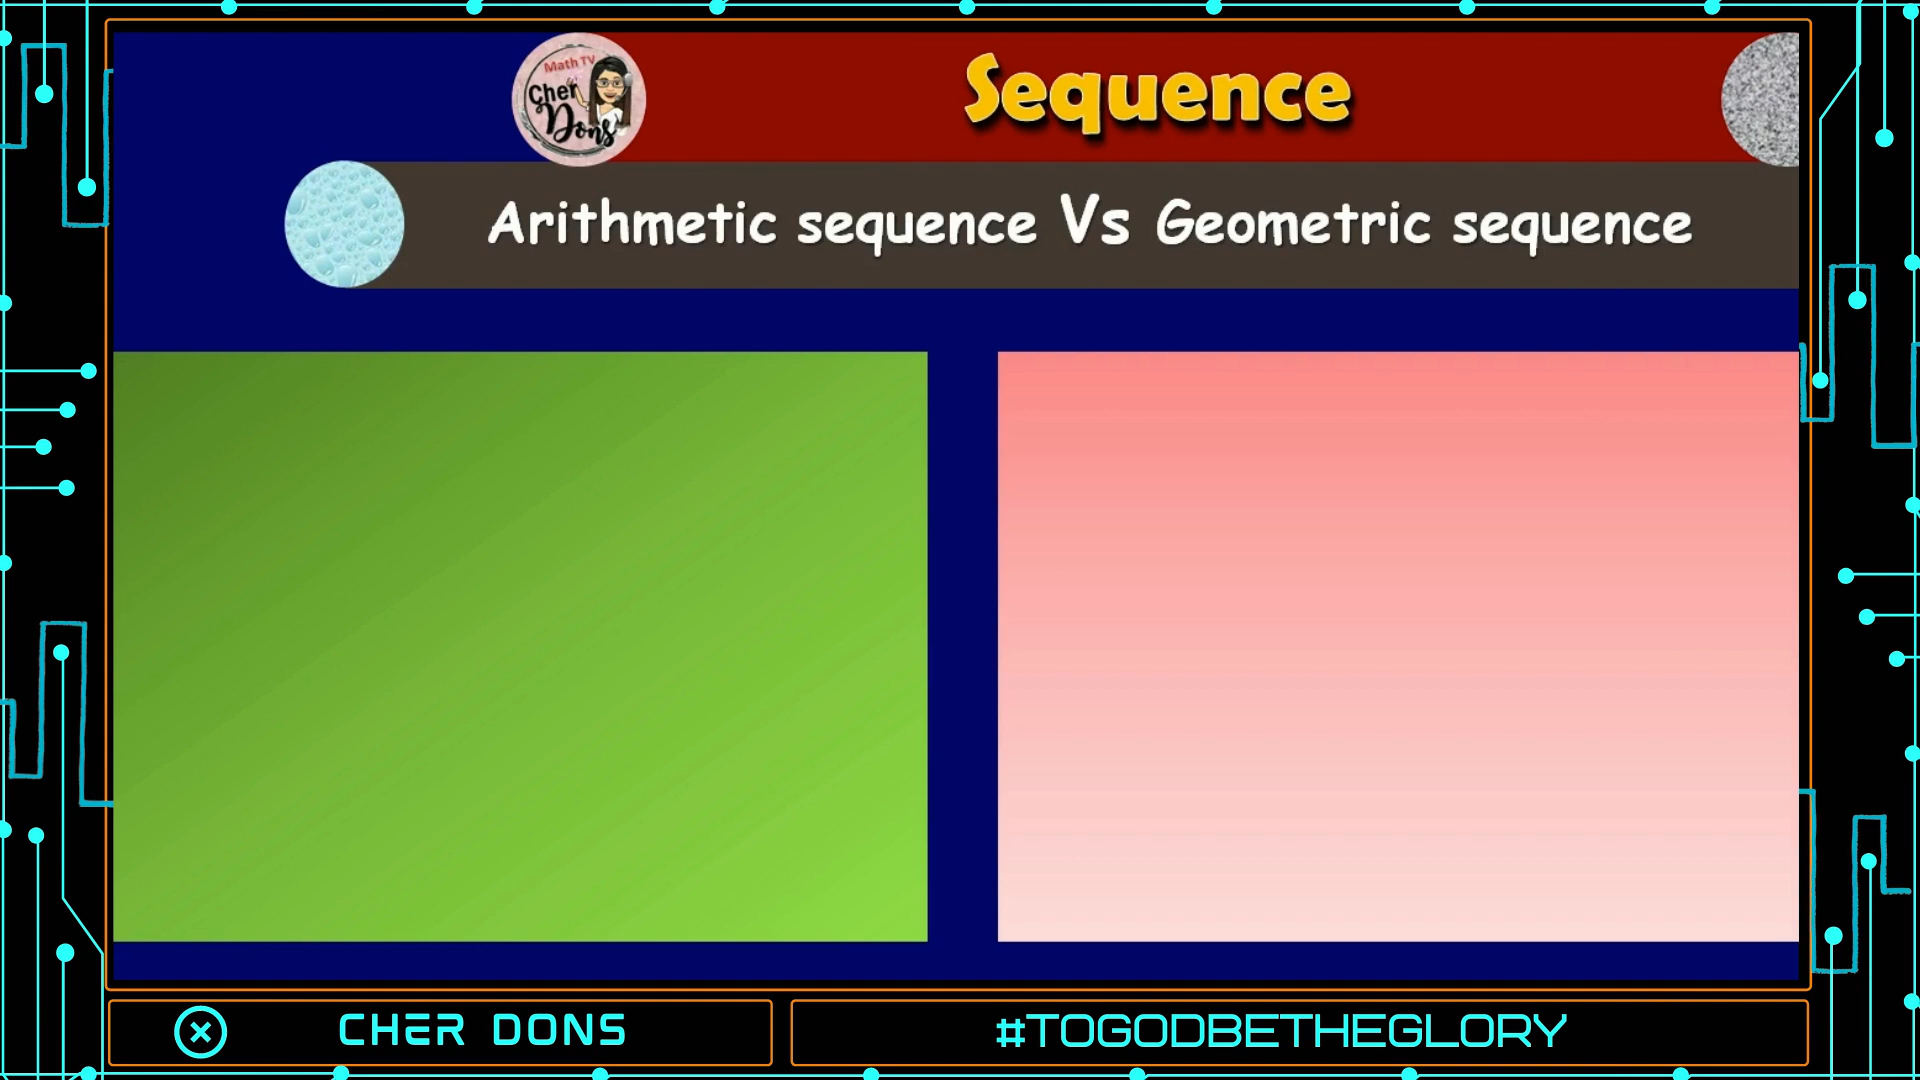 Math TV
Cher
Dons
Sequence
Arithmetic sequence Vs Geometric sequence
CHER DONS
#TOGODBETHEGLORY